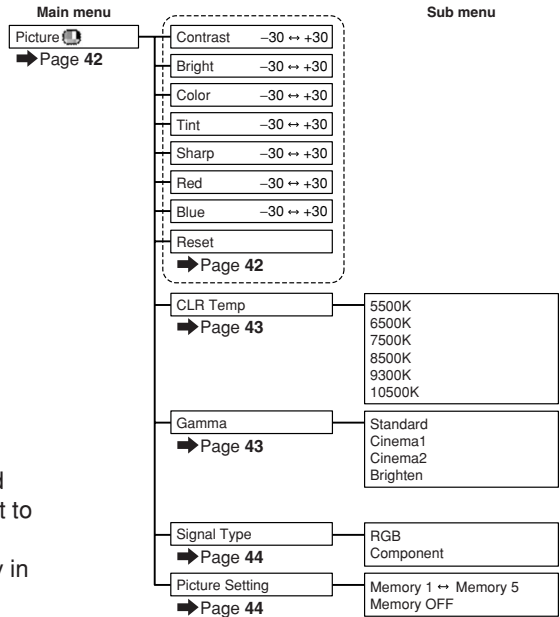 Main menu
Sub menu
Picture
➡Page 42
Contrast −30 ↔ +30
Bright −30 ↔ +30
Color −30 ↔ +30
Tint −30 ↔ +30
Sharp −30 ↔ +30
Red −30 ↔ +30
Blue −30 ↔ +30
Reset
➡Page 42
CLR Temp
➡Page 43
5500K
6500K
7500K
8500K
9300K
10500K
Gamma
➡Page 43
Standard
Cinema1
Cinema2
Brighten
t to
in
Signal Type
➡Page 44
RGB
Component
Picture Setting
➡Page 44
Memory 1 ↔ Memory 5
Memory OFF